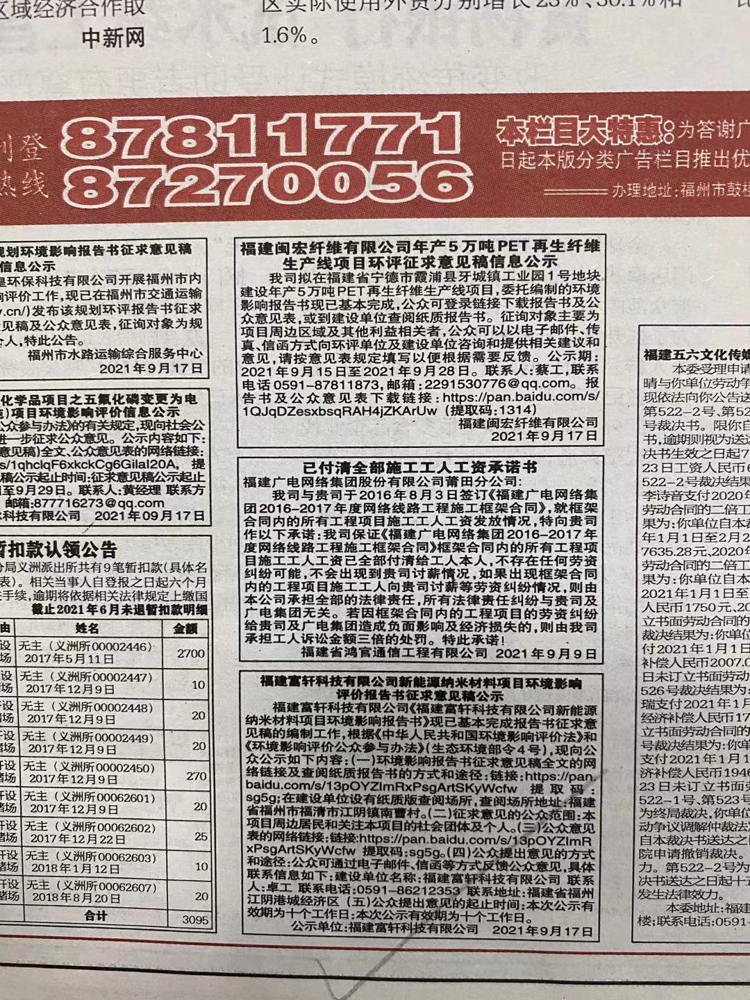 区域经济合作取
中新网
区实际使用外资分别增长23%、30.1%和
1.6%。
刊登
热线
87811771
87270056
本栏目大特惠:为答谢广
日起本版分类广告栏目推出优
办理地址:福州市鼓楼
规划环境影响报告书征求意见稿
信息公示
皇环保科技有限公司开展福州市内
响评价工作,现已在福州市交通运输
v.cn/)发布该规划环评报告书征求
意见稿及公众意见表,征询对象为规
人,特此公告。
福州市水路运输综合服务中心
2021年9月17日
化学品项目之五氟化磷变更为电
)项目环境影响评价信息公示
公众参与办法》的有关规定,现向社会公
进一步征求公众意见。公示内容如下:
意见稿)全文、公众意见表的网络链接:
s/1qhclqF6xkckCg6GilaI20A, 提
稿公示起止时间:征求意见稿公示起止
日至9月29日。联系人:黄经理 联系方
邮箱:877716273@qq.com
科技有限公司 2021年09月17日
暂扣款认领公告
分局义洲派出所共有9笔暂扣款(具体名
表)。相关当事人自登报之日起六个月
手续,逾期将依据相关法律规定上缴国
截止2021年6月未退暂扣款明细
由 姓名 金额
开设
赌场 无主(义洲所00002446)
2017年5月11日 2700
开设
赌场 无主(义洲所00002447)
2017年12月9日 10
开设
赌场 无主(义洲所00002448)
2017年12月9日 20
开设
赌场 无主(义洲所00002449)
2017年12月9日 20
开设
赌场 无主(义洲所00002450)
2017年12月9日 270
开设
赌场 无主(义洲所00062601)
2017年12月9日 20
开设
赌场 无主(义洲所00062602)
2017年12月22日 25
开设
赌场 无主(义洲所00062603)
2018年1月12日 10
开设
赌场 无主(义洲所00062607)
2018年8月20日 20
合计 3095
福建闽宏纤维有限公司年产5万吨PET再生纤维
生产线项目环评征求意见稿信息公示
我司拟在福建省宁德市霞浦县牙城镇工业园1号地块
建设年产5万吨PET再生纤维生产线项目,委托编制的环境
影响报告书现已基本完成,公众可登录链接下载报告书及公
众意见表,或到建设单位查阅纸质报告书。征询对象主要为
项目周边区域及其他利益相关者,公众可以以电子邮件、传
真、信函方式向环评单位及建设单位咨询和提供相关建议和
意见,请按意见表规定填写以便根据需要反馈。公示期:
2021年9月15日至2021年9月28日。联系人:蔡工,联系
电话0591-87811873,邮箱:2291530776@qq.com。报
告书及公众意见表下载链接:https://pan.baidu.com/s/
1QJqDZesxbsqRAH4jZKArUw(提取码:1314)
福建闽宏纤维有限公司
2021年9月17日
已付清全部施工工人工资承诺书
福建广电网络集团股份有限公司莆田分公司:
我司与贵司于2016年8月3日签订《福建广电网络集
团2016-2017年度网络线路工程施工框架合同》,就框架
合同内的所有工程项目施工工人工资发放情况,特向贵司
作以下承诺:我司保证《福建广电网络集团2016-2017年
度网络线路工程施工框架合同》框架合同内的所有工程项
目施工工人工资已全部付清给工人本人,不存在任何劳资
纠纷可能,不会出现到贵司讨薪情况,如果出现框架合同
内的工程项目施工工人向贵司讨薪等劳资纠纷情况,则由
本公司承担全部的法律责任,所有法律责任纠纷与贵司及
广电集团无关。若因框架合同内的工程项目的劳资纠纷
给贵司及广电集团造成负面影响及经济损失的,则由我司
承担工人诉讼金额三倍的处罚。特此承诺!
福建省鸿官通信工程有限公司 2021年9月9日
福建富轩科技有限公司新能源纳米材料项目环境影响
评价报告书征求意见稿公示
福建富轩科技有限公司《福建富轩科技有限公司新能源
纳米材料项目环境影响报告书》现已基本完成报告书征求意
见稿的编制工作,根据《中华人民共和国环境影响评价法》和
《环境影响评价公众参与办法》(生态环境部令4号),现向公
众公示如下内容:(一)环境影响报告书征求意见稿全文的网
络链接及查阅纸质报告书的方式和途径:链接:https://pan.
baidu.com/s/13pOYZlmRxPsgArtSKyWcfw 提取码:
sg5g;在建设单位设有纸质版查阅场所,查阅场所地址:福建
省福州市福清市江阴镇南曹村。(二)征求意见的公众范围:本
项目周边居民和关注本项目的社会团体及个人。(三)公众意见
表的网络链接:链接:https://pan.baidu.com/s/13pOYZlmR
xPsgArtSKyWcfw 提取码:sg5g。(四)公众提出意见的方式
和途径:公众可通过电子邮件、信函等方式反馈公众意见,具体
联系信息如下:建设单位名称:福建富轩科技有限公司 联系
人:卓工 联系电话:0591-86212353 联系地址:福建省福州
江阴港城经济区 (五)公众提出意见的起止时间:本次公示有
效期为十个工作日:本次公示有效期为十个工作日。
公示单位:福建富轩科技有限公司 2021年9月17日
福建五六文化传媒
本委受理申请
晴与你单位劳动争
现依法向你公告送
第522-2号、第52
号裁决书。限你自
书,逾期则视为送达
决书生效之日起7
23日工资人民币6
522-2号裁决结果
李诗音支付2020年
劳动合同的二倍工
果为:你单位自本裁
年1月1日至2月2
7635.28元、2020年
劳动合同的二倍工
果为:你单位自本
2021年1月1日至
人民币1750元、20
立书面劳动合同的
裁决结果为:你单位
付2021年1月1日
补偿人民币2007.0
日未订立书面劳动
526号裁决结果为:
瑞支付2021年1月
经济补偿人民币17
立书面劳动合同的
号裁决结果为:你单
支付2021年1月1
济补偿人民币1946
23日未订立书面劳
522-1号、第523号
为终局裁决,你单位
动争议调解仲裁法》
自本裁决书送达之日
院申请撤销裁决。
力。第522-2号为
决书送达之日起十五
发生法律效力。
本委地址:福建
楼;联系电话:0591-